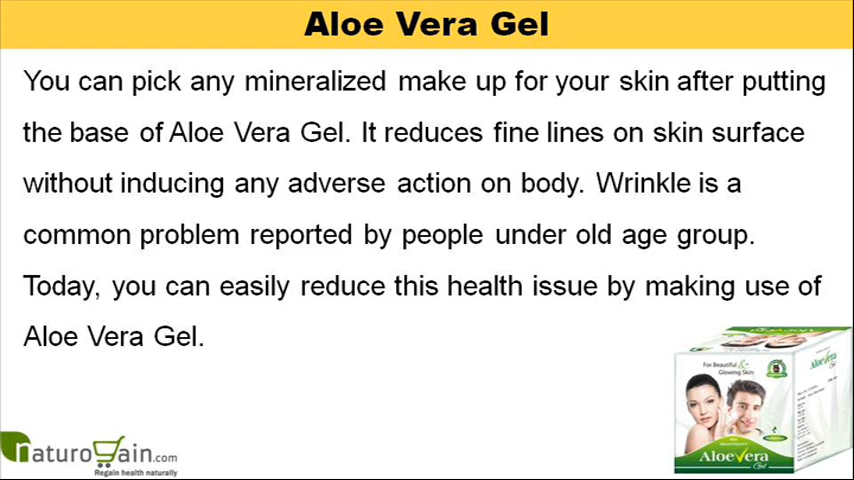 Aloe Vera Gel
You can pick any mineralized make up for your skin after putting
the base of Aloe Vera Gel. It reduces fine lines on skin surface
without inducing any adverse action on body. Wrinkle is a
common problem reported by people under old age group.
Today, you can easily reduce this health issue by making use of
Aloe Vera Gel.
For Beautiful &
Glowing Skin
AloeVera
Gel
AloeVera
naturogain.com
Regain health naturally